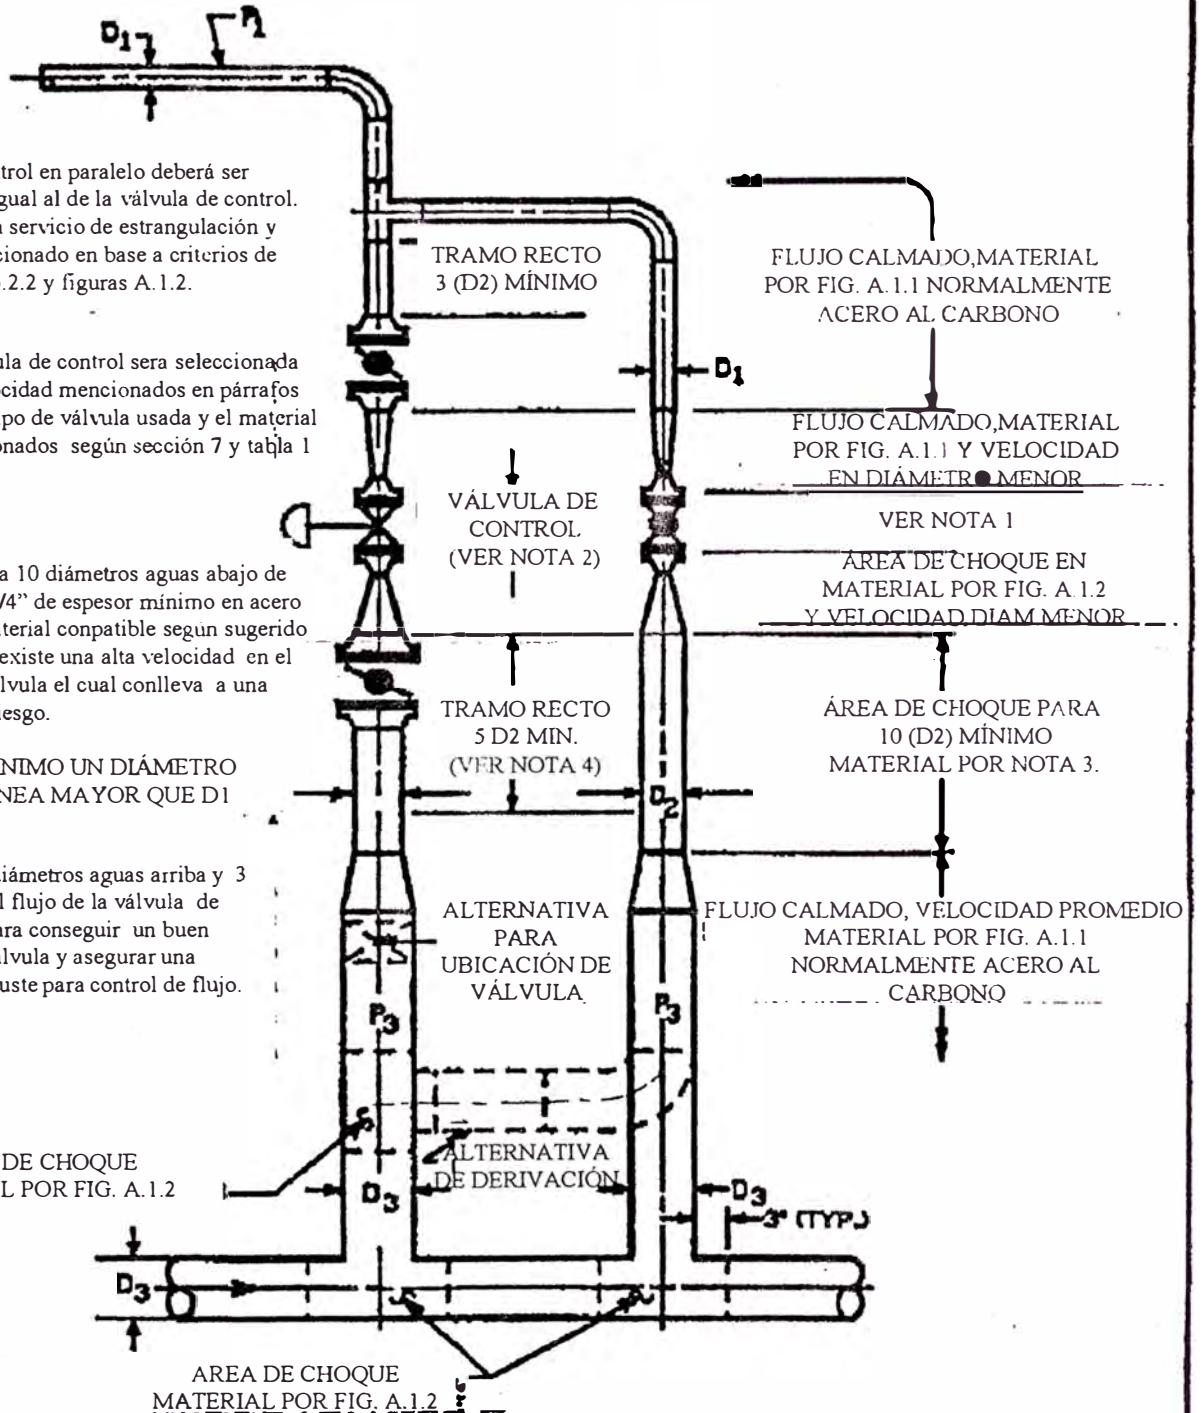 D1
P1
trol en paralelo deberá ser
gual al de la válvula de control.
servicio de estrangulación y
cionado en base a criterios de
.2.2 y figuras A.1.2.
ula de control sera seleccionada
ocidad mencionados en párrafos
ipo de válvula usada y el material
onados según sección 7 y tabla 1
a 10 diámetros aguas abajo de
/4” de espesor mínimo en acero
aterial conpatible según sugerido
existe una alta velocidad en el
lvula el cual conlleva a una
iesgo.
NIMO UN DIÁMETRO
NEA MAYOR QUE D1
diámetros aguas arriba y 3
l flujo de la válvula de
ara conseguir un buen
álvula y asegurar una
uste para control de flujo.
DE CHOQUE
L POR FIG. A.1.2
TRAMO RECTO
3 (D2) MÍNIMO
VÁLVULA DE
CONTROL
(VER NOTA 2)
TRAMO RECTO
5 D2 MIN.
(VER NOTA 4)
ALTERNATIVA
PARA
UBICACIÓN DE
VÁLVULA
ALTERNATIVA
DE DERIVACIÓN
FLUJO CALMADO,MATERIAL
POR FIG. A.1.1 NORMALMENTE
ACERO AL CARBONO
D1
FLUJO CALMADO,MATERIAL
POR FIG. A.1.1 Y VELOCIDAD
EN DIÁMETRO MENOR
VER NOTA 1
ÁREA DE CHOQUE EN
MATERIAL POR FIG. A.1.2
Y VELOCIDAD DIAM MENOR
ÁREA DE CHOQUE PARA
10 (D2) MÍNIMO
MATERIAL POR NOTA 3.
D2
FLUJO CALMADO, VELOCIDAD PROMEDIO
MATERIAL POR FIG. A.1.1
NORMALMENTE ACERO AL
CARBONO
P3
P3
D3
D3
3" (TYP.)
D3
AREA DE CHOQUE
MATERIAL POR FIG. A.1.2